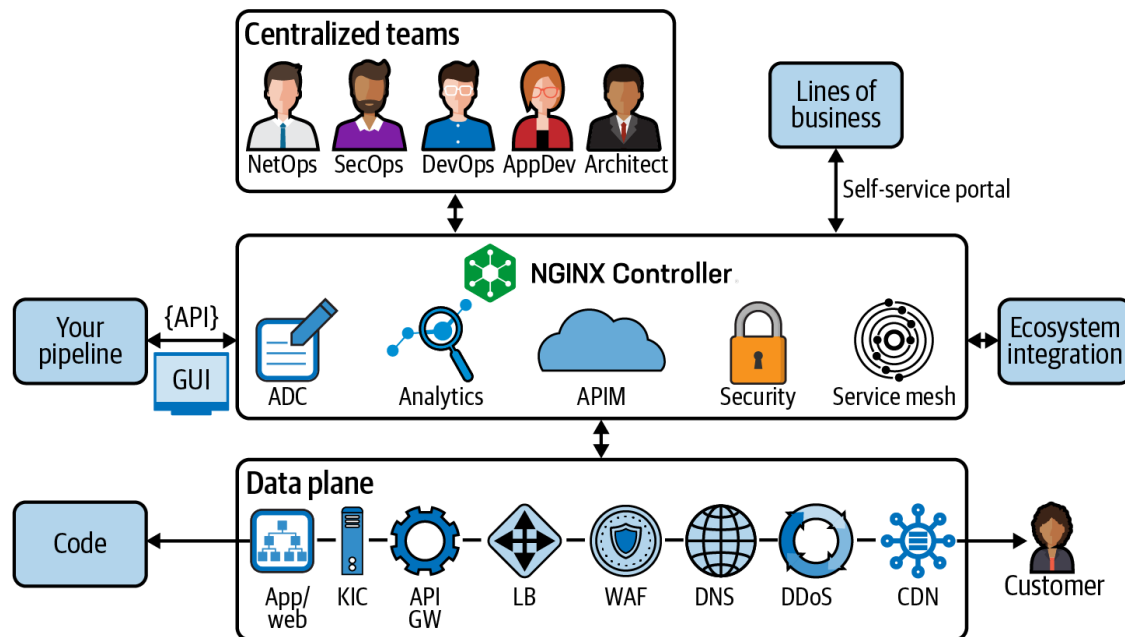 Centralized teams
NetOps SecOps DevOps AppDev Architect
Lines of
business
Self-service portal
NGINX Controller
Your
pipeline
{API}
GUI
ADC Analytics APIM Security Service mesh
Ecosystem
integration
Data plane
Code
App/
web
KIC
API
GW
LB
WAF
DNS
DDoS
CDN
Customer